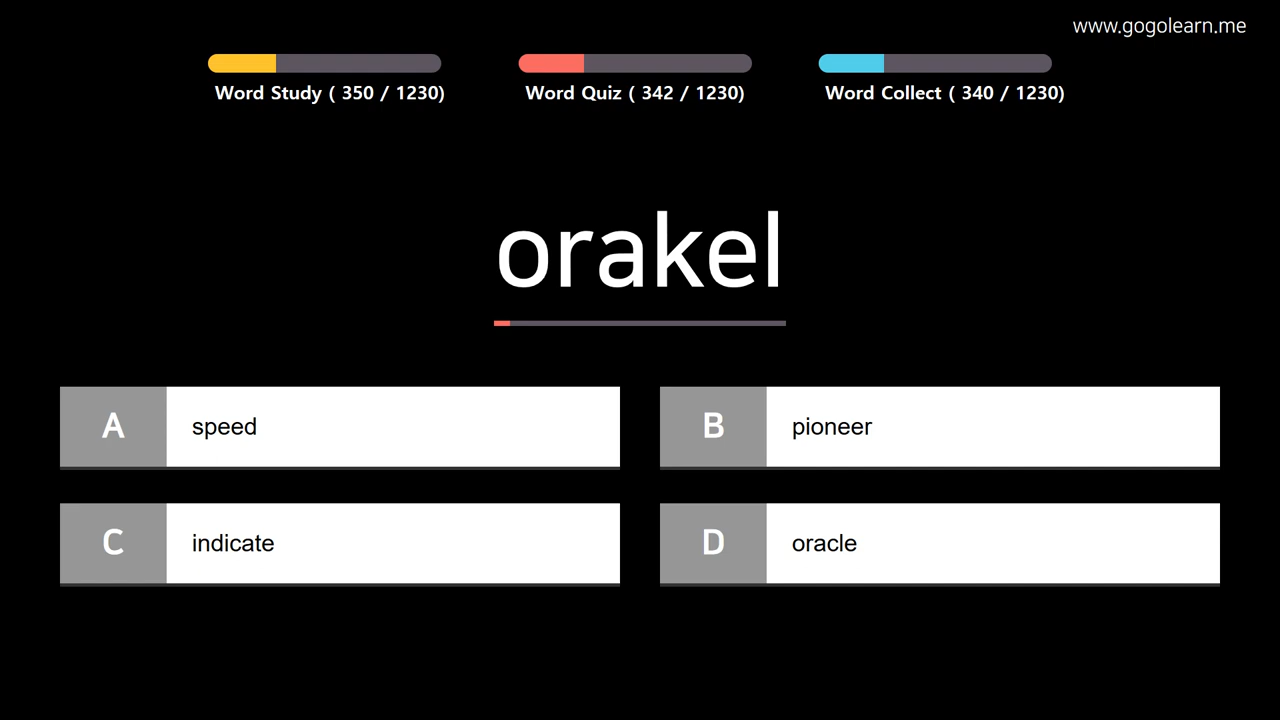 www.gogolearn.me
Word Study ( 350 / 1230)
Word Quiz ( 342 / 1230)
Word Collect ( 340 / 1230)
orakel
A speed
B pioneer
C indicate
D oracle